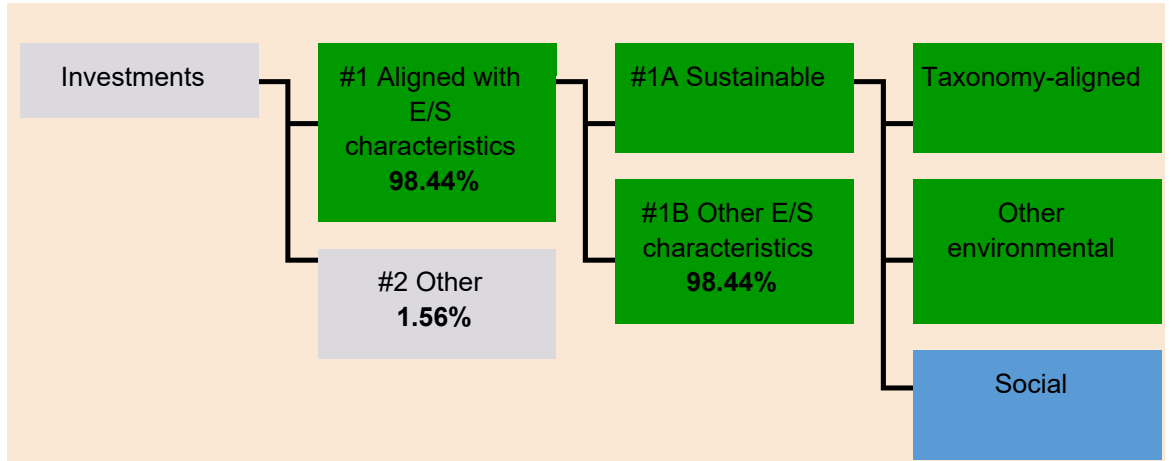 Investments
#1 Aligned with
E/S
characteristics
98.44%
#2 Other
1.56%
#1A Sustainable
#1B Other E/S
characteristics
98.44%
Taxonomy-aligned
Other
environmental
Social